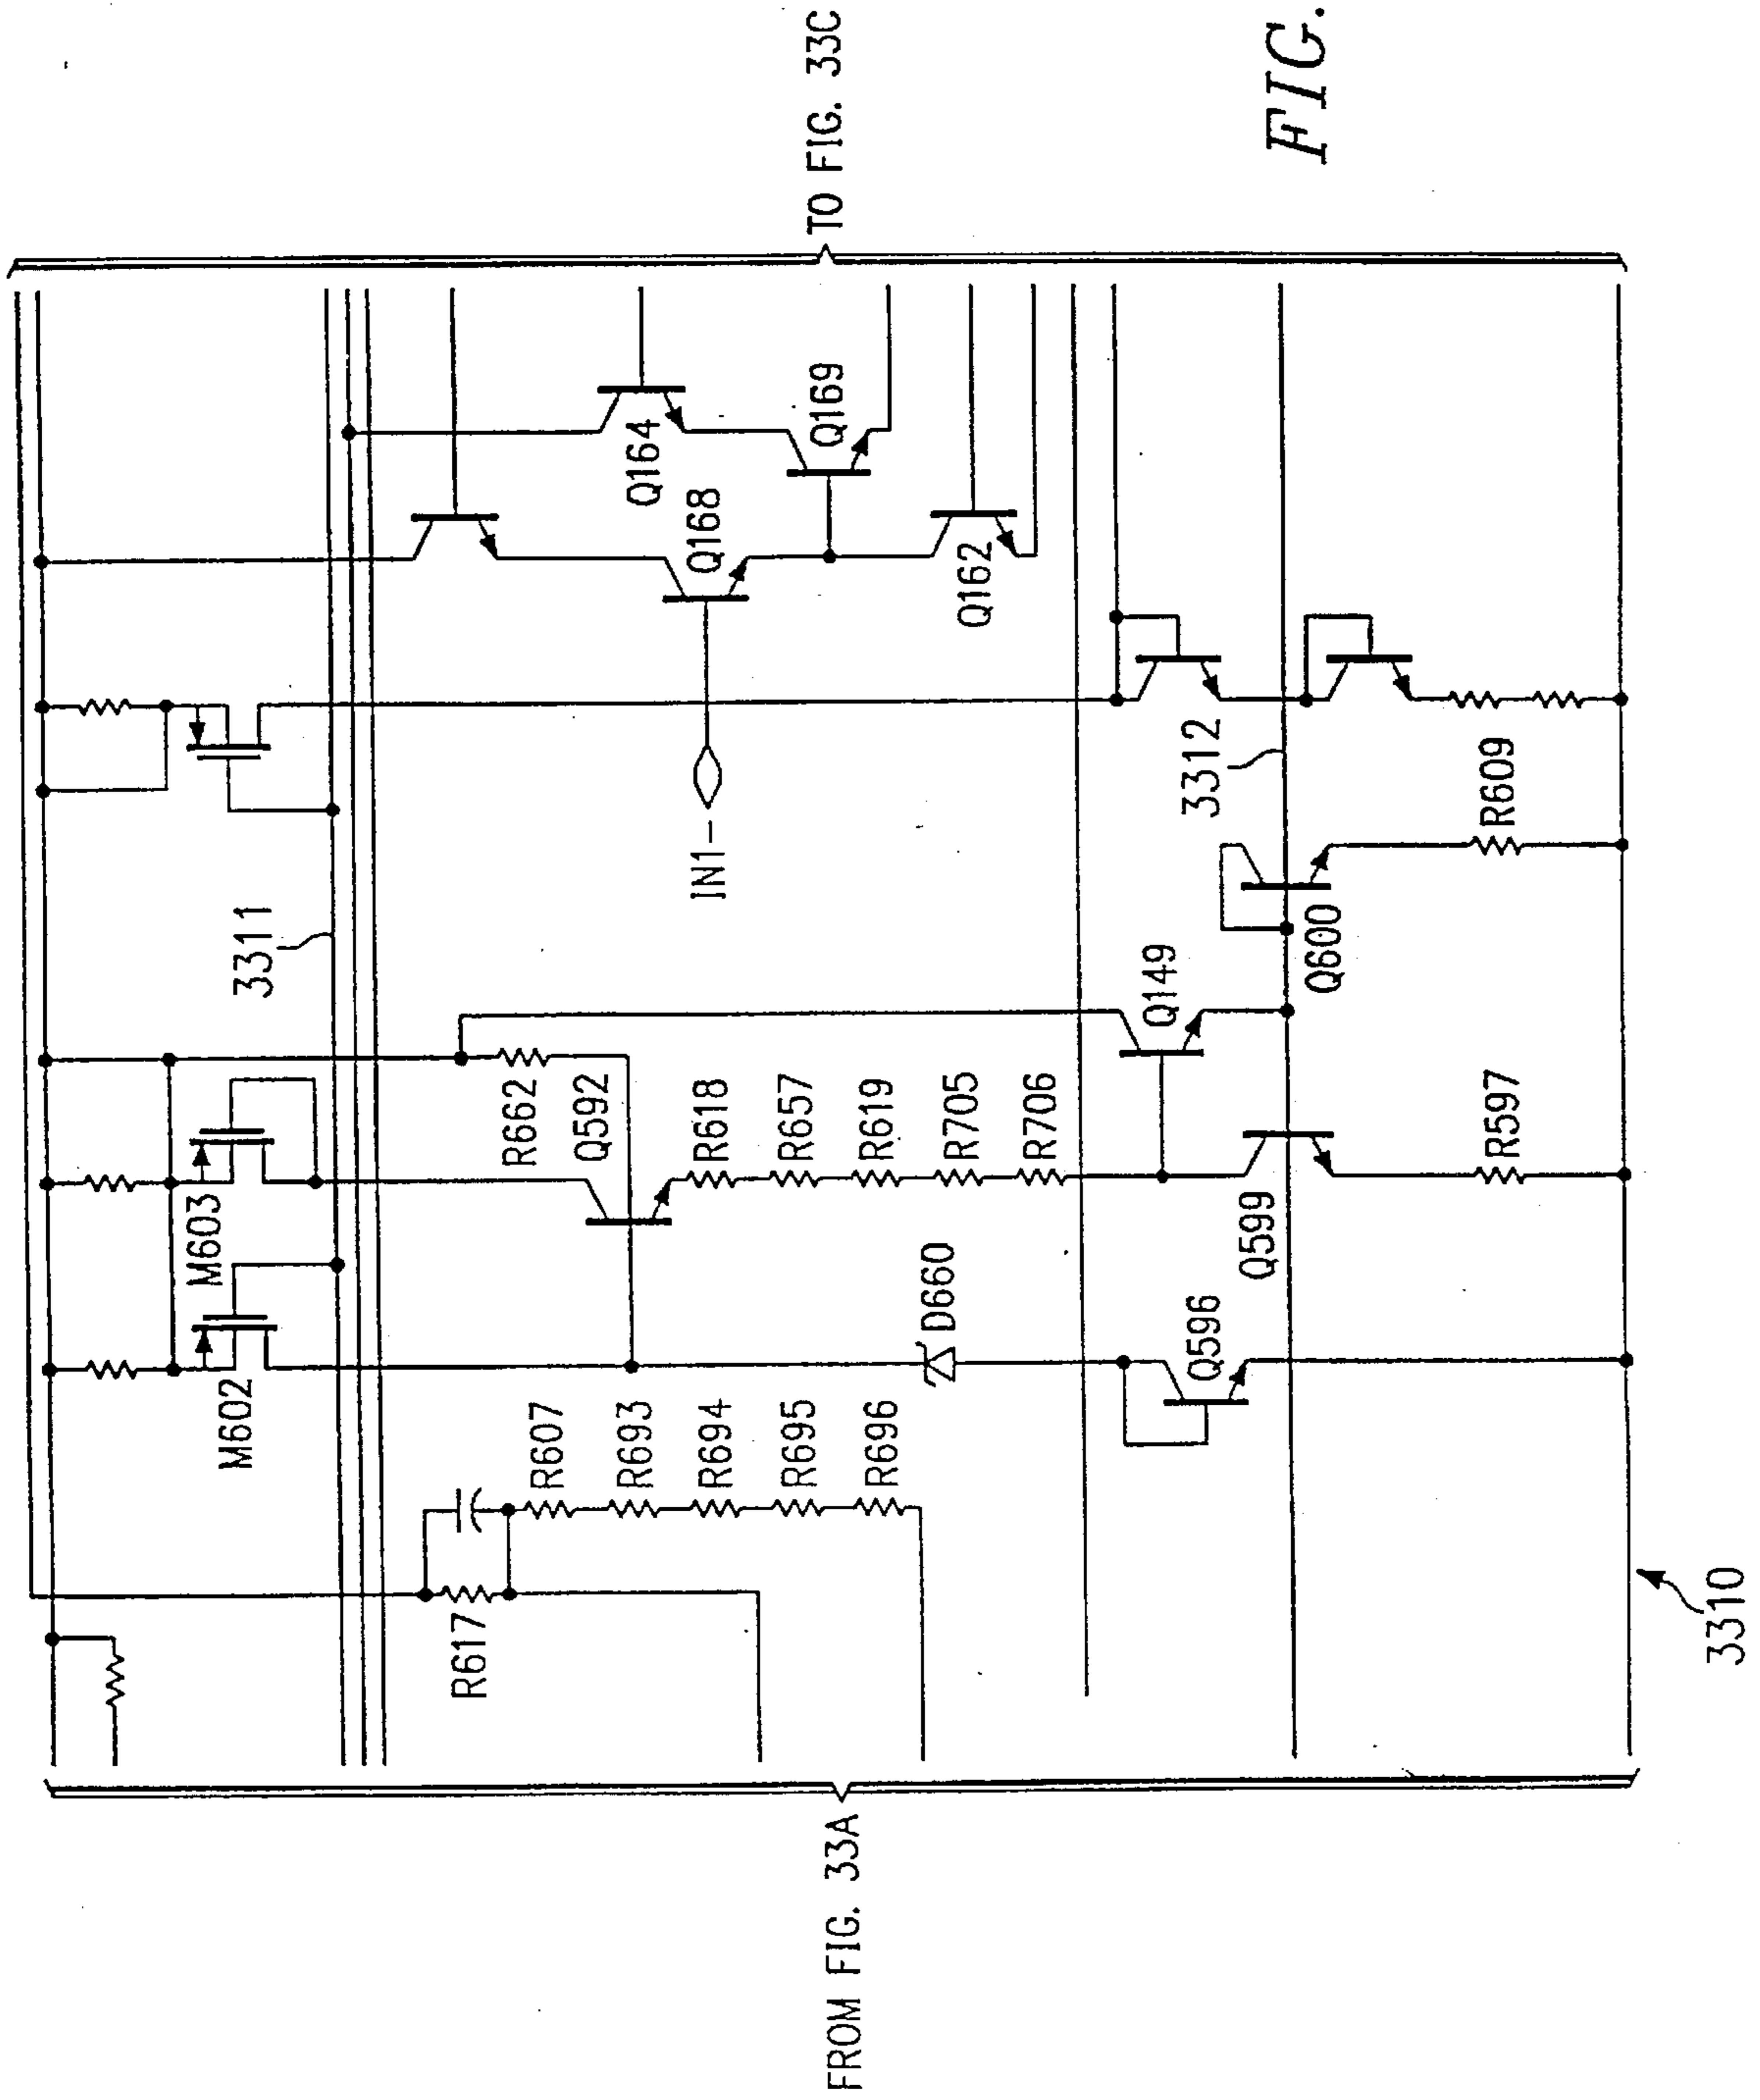 FROM FIG. 33A
TO FIG. 33C
FIG.
3310
3311
3312
R617
R607
R693
R694
R695
R696
M602
M603
D660
Q596
R662
Q592
R618
R657
R619
R705
R706
Q599
R597
Q149
Q600
R609
IN1-
Q168
Q164
Q169
Q162